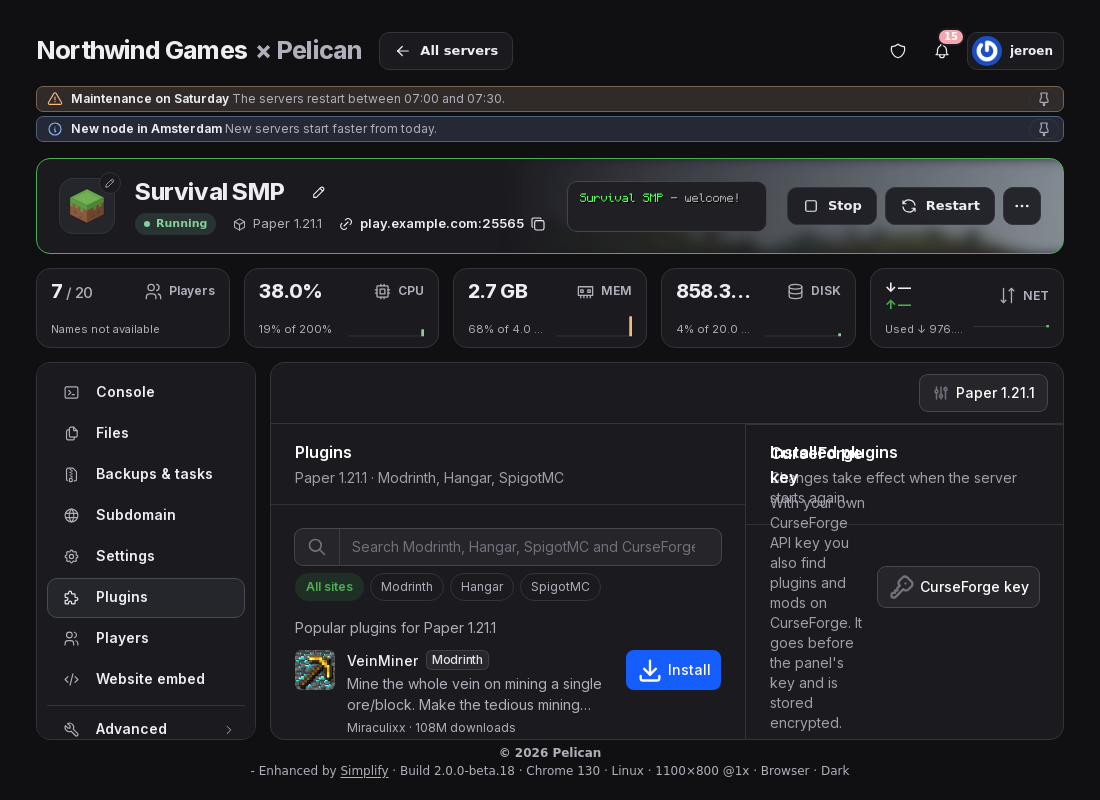 Northwind Games × Pelican
All servers
15
jeroen
Maintenance on Saturday The servers restart between 07:00 and 07:30.
New node in Amsterdam New servers start faster from today.
Survival SMP
Running
Paper 1.21.1
play.example.com:25565
Survival SMP — welcome!
Stop
Restart
7 / 20
Players
Names not available
38.0%
CPU
19% of 200%
2.7 GB
MEM
68% of 4.0 ...
858.3...
DISK
4% of 20.0 ...
↓—
↑—
NET
Used ↓ 976....
Console
Files
Backups & tasks
Subdomain
Settings
Plugins
Players
Website embed
Advanced
Paper 1.21.1
Plugins
Paper 1.21.1 · Modrinth, Hangar, SpigotMC
Search Modrinth, Hangar, SpigotMC and CurseForge
All sites
Modrinth
Hangar
SpigotMC
Popular plugins for Paper 1.21.1
VeinMiner
Modrinth
Mine the whole vein on mining a single
ore/block. Make the tedious mining...
Miraculixx · 108M downloads
Install
Installed plugins
Changes take effect when the server
starts again.
CurseForge
key
With your own
CurseForge
API key you
also find
plugins and
mods on
CurseForge. It
goes before
the panel's
key and is
stored
encrypted.
CurseForge key
© 2026 Pelican
- Enhanced by Simplify · Build 2.0.0-beta.18 · Chrome 130 · Linux · 1100×800 @1x · Browser · Dark